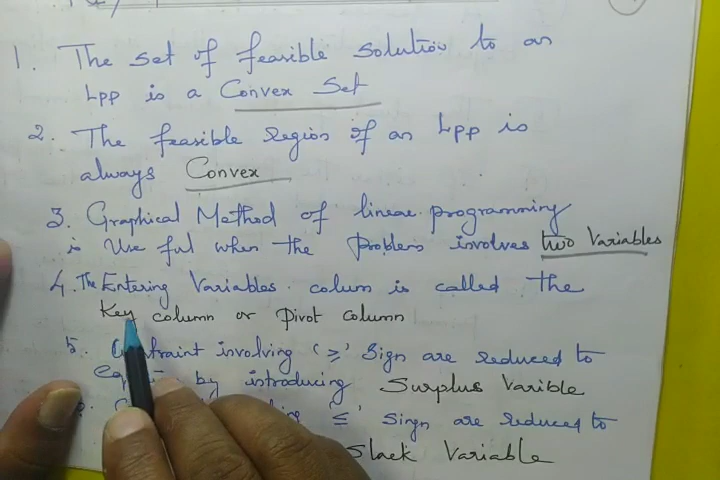 1. The set of feasible solution to an
Lpp is a Convex Set
2. The feasible region of an Lpp is
always Convex
3. Graphical Method of linear programming
is Useful when the problem involves two Variables
4. The Entering Variables column is called the
Key column or pivot column
5. involving '≥' Sign are reduced to
by introducing Surplus Varible
'≤' Sign are reduced to
Slack Variable